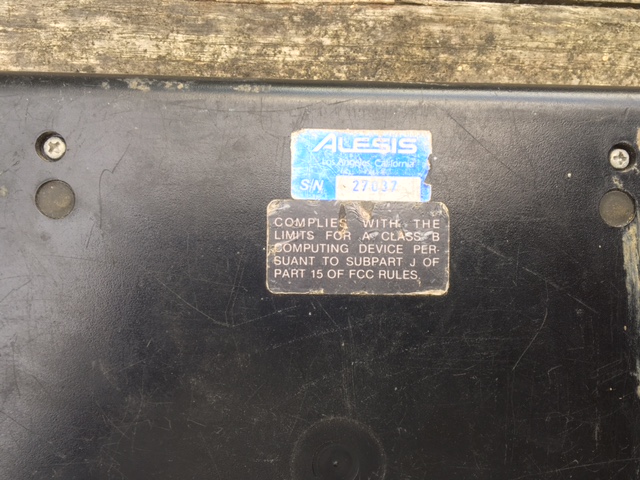 ALESIS
Los Angeles, California
S/N 27037
COMPLIES WITH THE
LIMITS FOR A CLASS B
COMPUTING DEVICE PER-
SUANT TO SUBPART J OF
PART 15 OF FCC RULES.